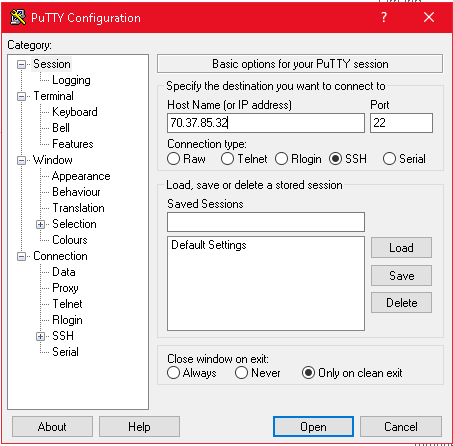 PuTTY Configuration
?
Category:
Session
Logging
Terminal
Keyboard
Bell
Features
Window
Appearance
Behaviour
Translation
Selection
Colours
Connection
Data
Proxy
Telnet
Rlogin
SSH
Serial
Basic options for your PuTTY session
Specify the destination you want to connect to
Host Name (or IP address) Port
70.37.85.32 22
Connection type:
Raw Telnet Rlogin SSH Serial
Load, save or delete a stored session
Saved Sessions
Default Settings
Load
Save
Delete
Close window on exit:
Always Never Only on clean exit
About Help Open Cancel